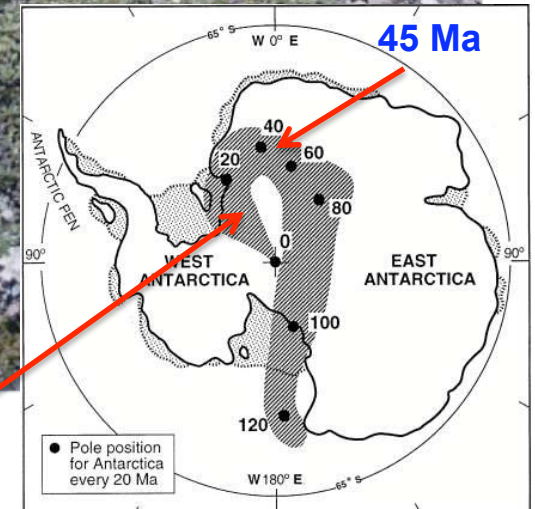 45 Ma
65° S
W 0° E
ANTARCTIC PEN
40
20
60
80
0
90°
WEST
ANTARCTICA
EAST
ANTARCTICA
90°
100
120
Pole position
for Antarctica
every 20 Ma
W 180° E
65° S